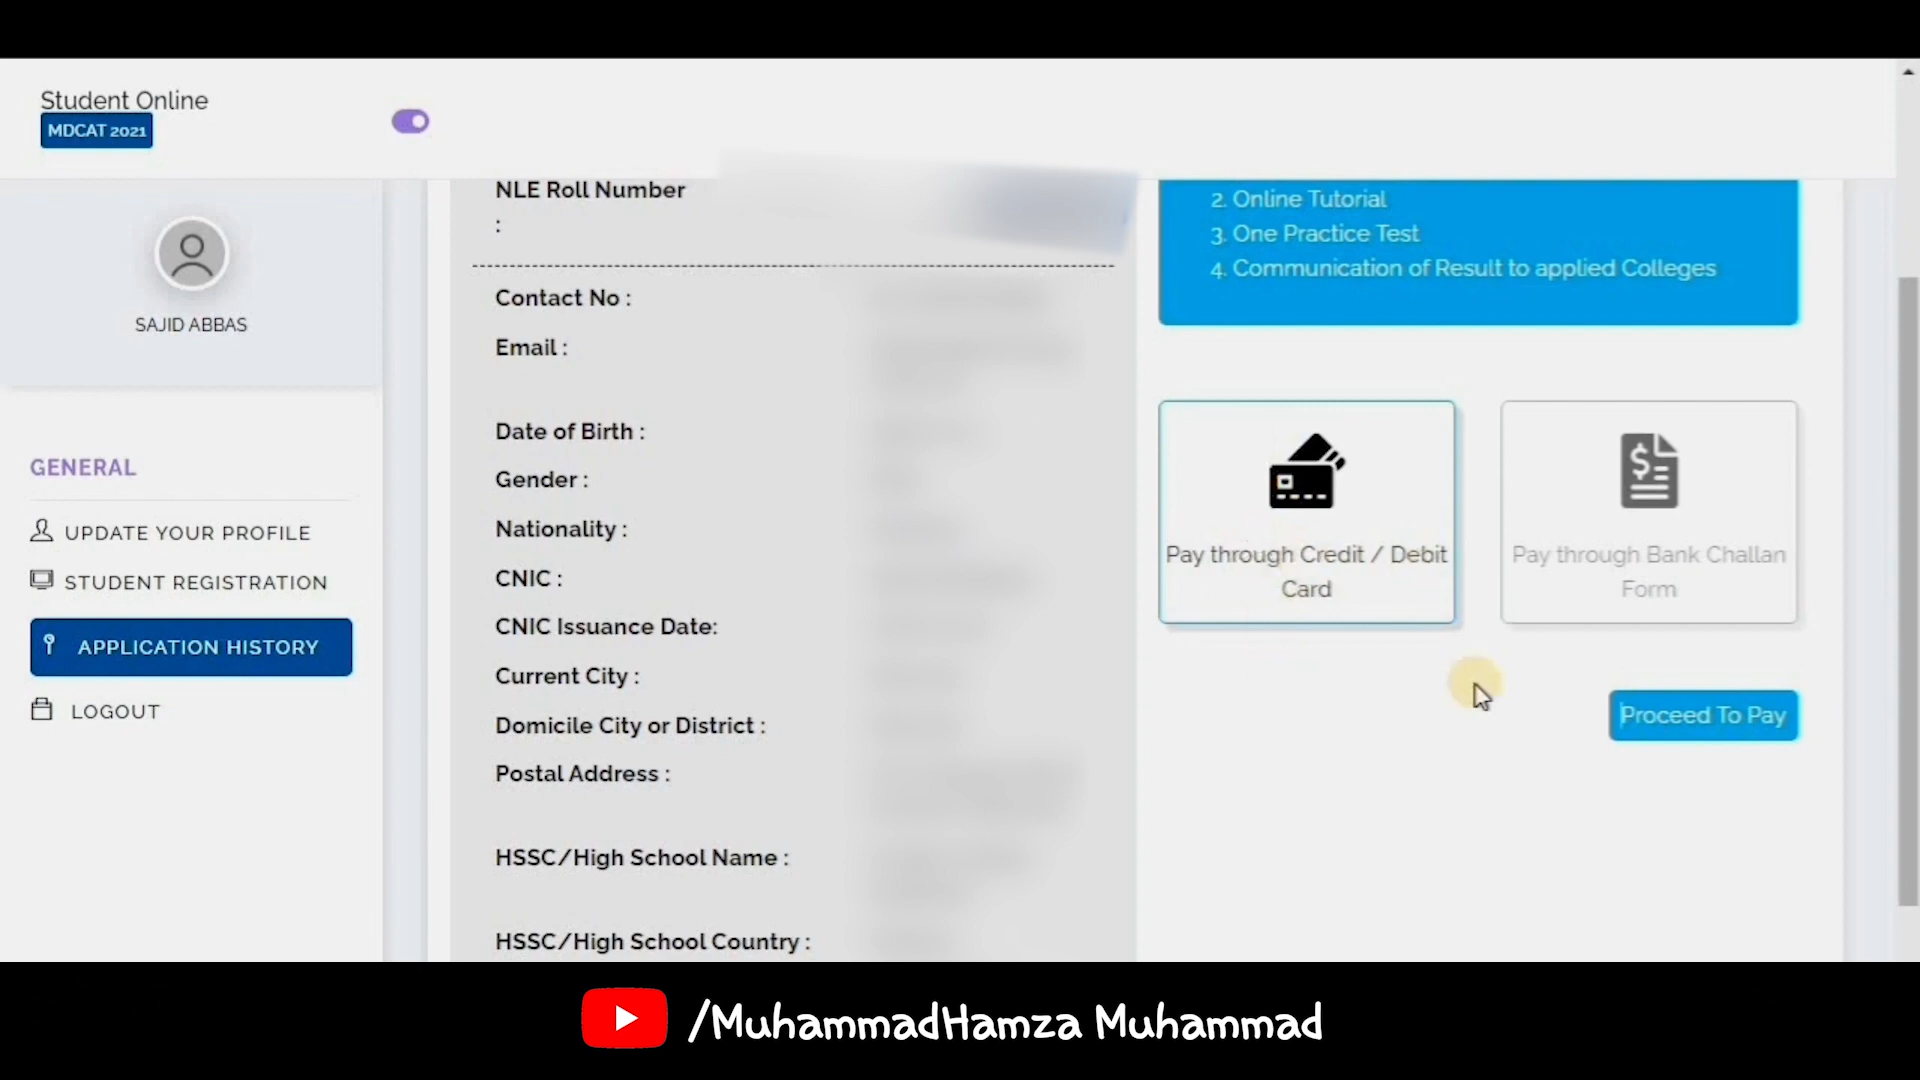 Student Online
MDCAT 2021
SAJID ABBAS
GENERAL
UPDATE YOUR PROFILE
STUDENT REGISTRATION
APPLICATION HISTORY
LOGOUT
NLE Roll Number
:
Contact No :
Email :
Date of Birth :
Gender :
Nationality :
CNIC :
CNIC Issuance Date:
Current City :
Domicile City or District :
Postal Address :
HSSC/High School Name :
HSSC/High School Country :
2. Online Tutorial
3. One Practice Test
4. Communication of Result to applied Colleges
Pay through Credit / Debit
Card
Pay through Bank Challan
Form
Proceed To Pay
/MuhammadHamza Muhammad